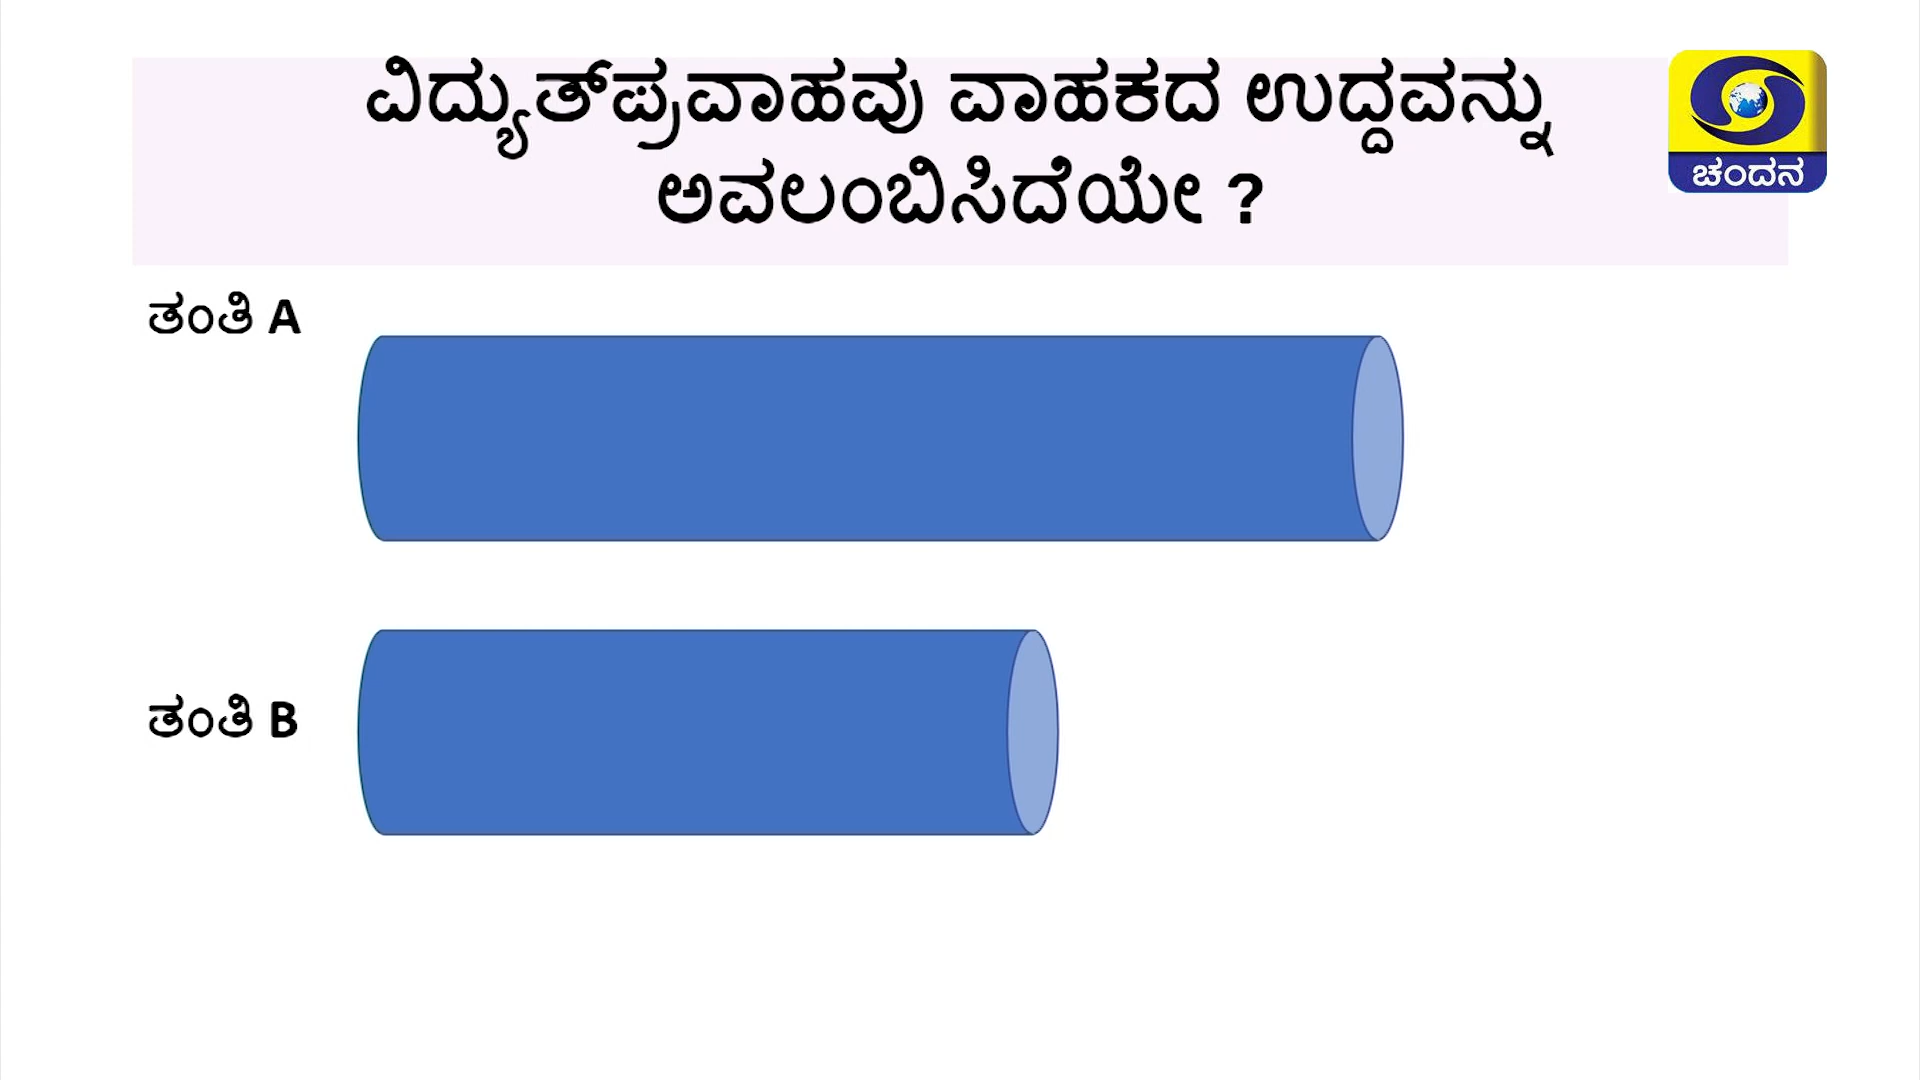 ವಿದ್ಯುತ್‌ಪ್ರವಾಹವು ವಾಹಕದ ಉದ್ದವನ್ನು
ಅವಲಂಬಿಸಿದೆಯೇ ?
ಚಂದನ
ತಂತಿ A
ತಂತಿ B